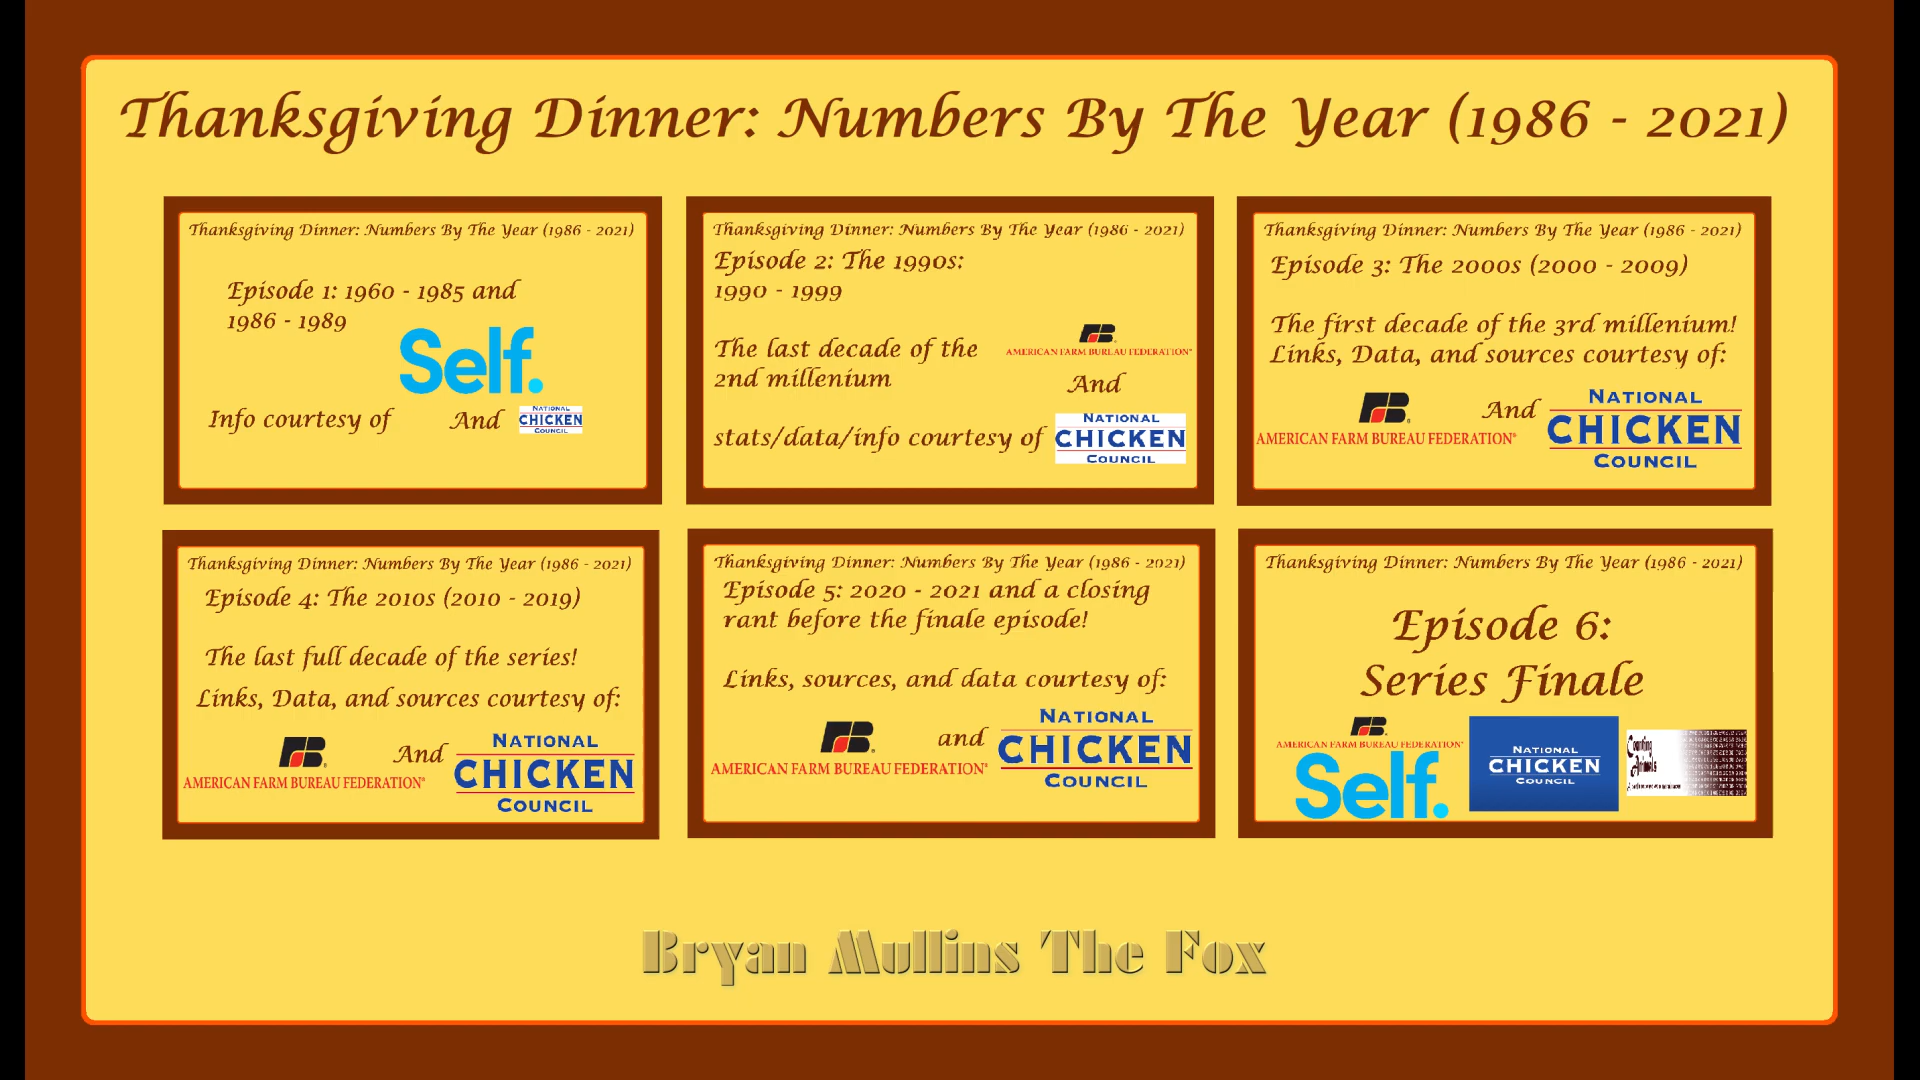 Thanksgiving Dinner: Numbers By The Year (1986 - 2021)
Thanksgiving Dinner: Numbers By The Year (1986 - 2021)
Episode 1: 1960 - 1985 and
1986 - 1989
Self.
Info courtesy of And NATIONAL
CHICKEN
COUNCIL
Thanksgiving Dinner: Numbers By The Year (1986 - 2021)
Episode 2: The 1990s:
1990 - 1999
The last decade of the
2nd millenium
AMERICAN FARM BUREAU FEDERATION®
And
stats/data/info courtesy of
NATIONAL
CHICKEN
COUNCIL
Thanksgiving Dinner: Numbers By The Year (1986 - 2021)
Episode 3: The 2000s (2000 - 2009)
The first decade of the 3rd millenium!
Links, Data, and sources courtesy of:
AMERICAN FARM BUREAU FEDERATION®
And
NATIONAL
CHICKEN
COUNCIL
Thanksgiving Dinner: Numbers By The Year (1986 - 2021)
Episode 4: The 2010s (2010 - 2019)
The last full decade of the series!
Links, Data, and sources courtesy of:
AMERICAN FARM BUREAU FEDERATION®
And
NATIONAL
CHICKEN
COUNCIL
Thanksgiving Dinner: Numbers By The Year (1986 - 2021)
Episode 5: 2020 - 2021 and a closing
rant before the finale episode!
Links, sources, and data courtesy of:
AMERICAN FARM BUREAU FEDERATION®
and
NATIONAL
CHICKEN
COUNCIL
Thanksgiving Dinner: Numbers By The Year (1986 - 2021)
Episode 6:
Series Finale
AMERICAN FARM BUREAU FEDERATION®
Self.
NATIONAL
CHICKEN
COUNCIL
Counting
Animals
Bryan Mullins The Fox